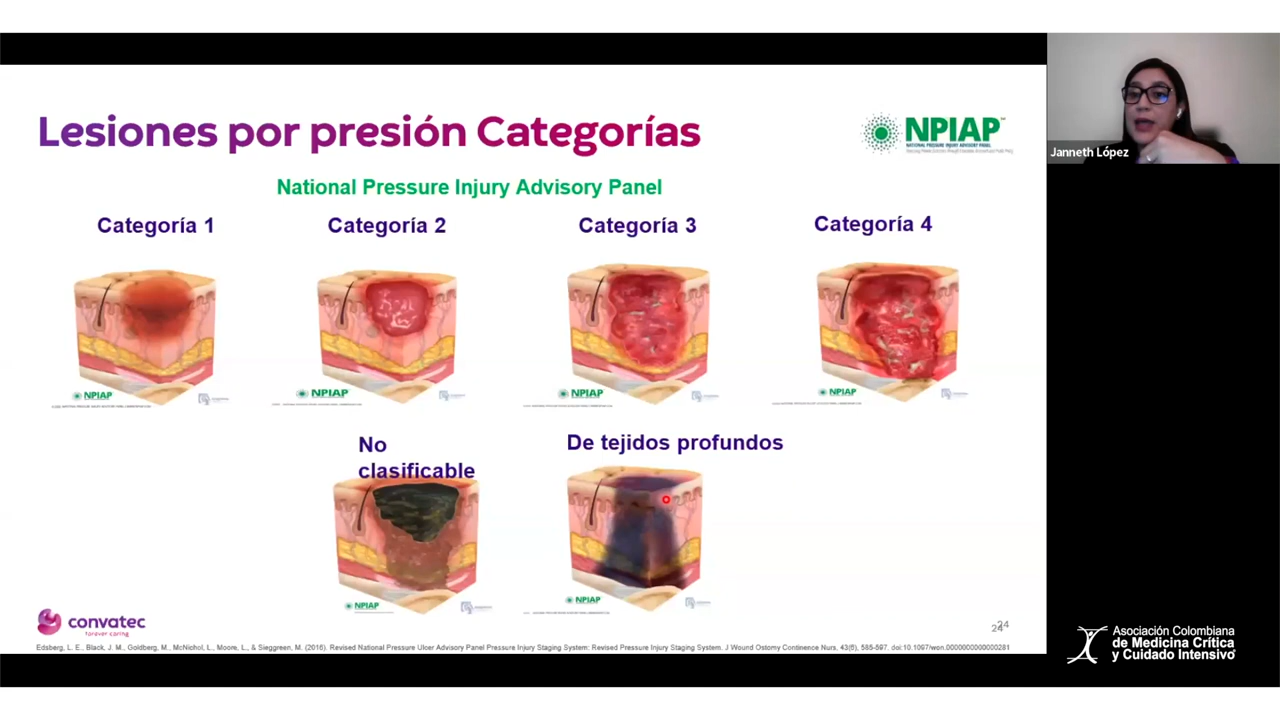 Lesiones por presión Categorías
NPIAP
NATIONAL PRESSURE INJURY ADVISORY PANEL
Janneth López
National Pressure Injury Advisory Panel
Categoría 1
Categoría 2
Categoría 3
Categoría 4
NPIAP
NPIAP
NPIAP
NPIAP
No
clasificable
De tejidos profundos
NPIAP
NPIAP
convatec
forever caring
24
24
Edsberg, L. E., Black, J. M., Goldberg, M., McNichol, L., Moore, L., & Sieggreen, M. (2016). Revised National Pressure Ulcer Advisory Panel Pressure Injury Staging System: Revised Pressure Injury Staging System. J Wound Ostomy Continence Nurs, 43(6), 585-597. doi:10.1097/won.0000000000000281
Asociación Colombiana
de Medicina Crítica
y Cuidado Intensivo